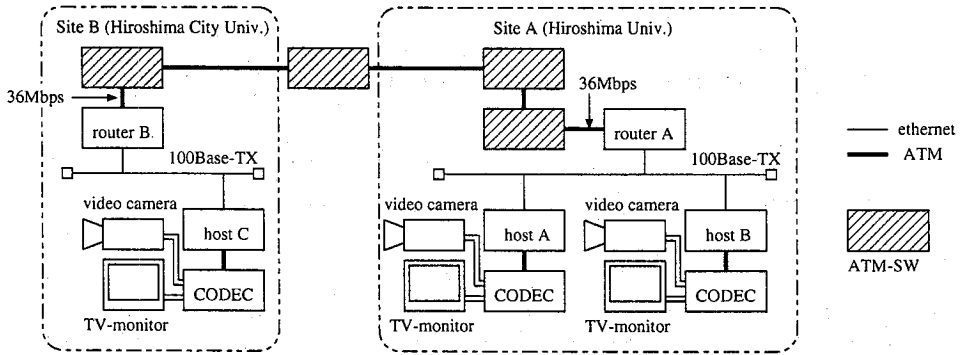 Site B (Hiroshima City Univ.)
Site A (Hiroshima Univ.)
36Mbps
36Mbps
router B
router A
ethernet
ATM
100Base-TX
100Base-TX
video camera
host C
video camera
host A
video camera
host B
CODEC
CODEC
CODEC
ATM-SW
TV-monitor
TV-monitor
TV-monitor